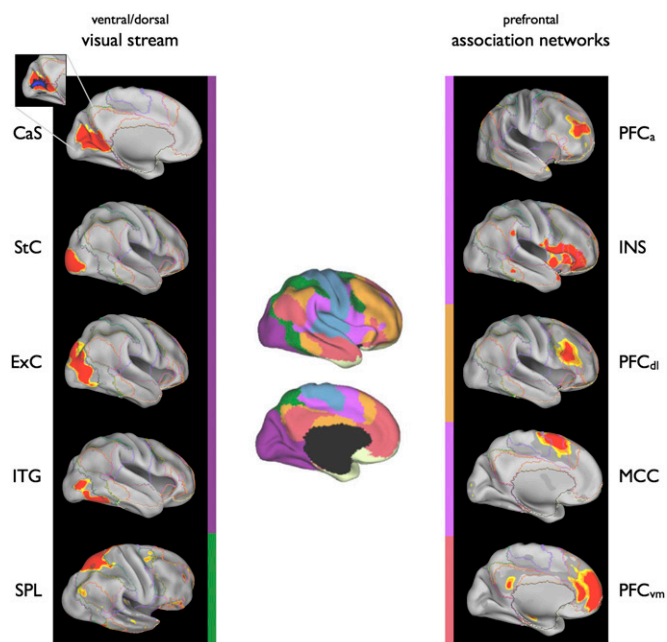 ventral/dorsal
visual stream
prefrontal
association networks
CaS
StC
ExC
ITG
SPL
PFCa
INS
PFCdl
MCC
PFCvm